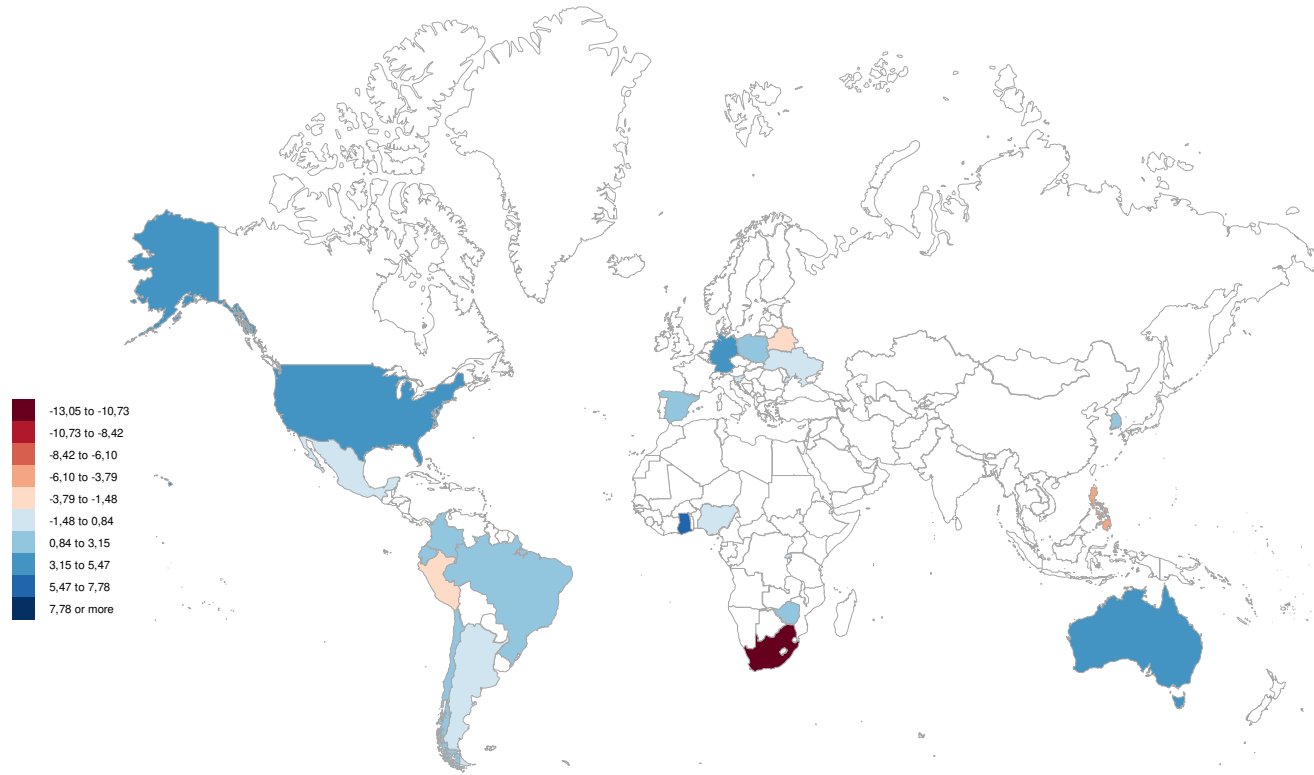 -13,05 to -10,73
-10,73 to -8,42
-8,42 to -6,10
-6,10 to -3,79
-3,79 to -1,48
-1,48 to 0,84
0,84 to 3,15
3,15 to 5,47
5,47 to 7,78
7,78 or more